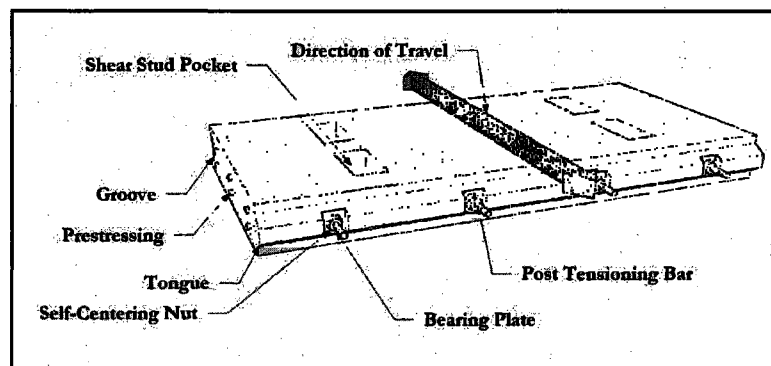 Direction of Travel
Shear Stud Pocket
Groove
Prestressing
Tongue
Post Tensioning Bar
Self-Centering Nut
Bearing Plate